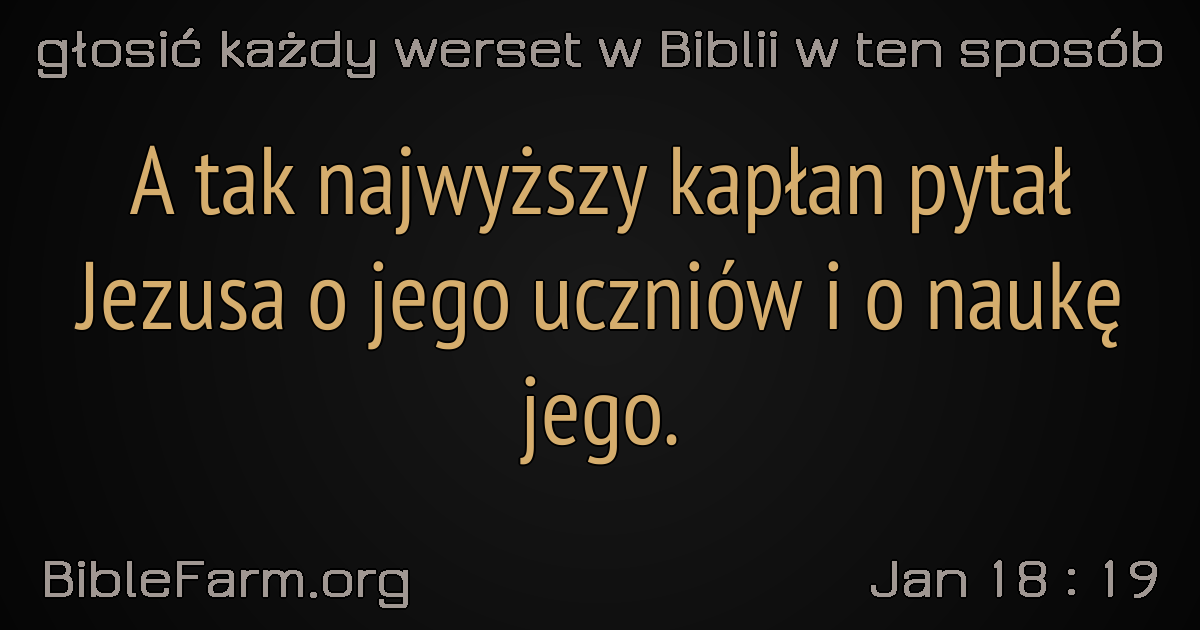 głosić każdy werset w Biblii w ten sposób
A tak najwyższy kapłan pytał
Jezusa o jego uczniów i o naukę
jego.
BibleFarm.org
Jan 18 : 19